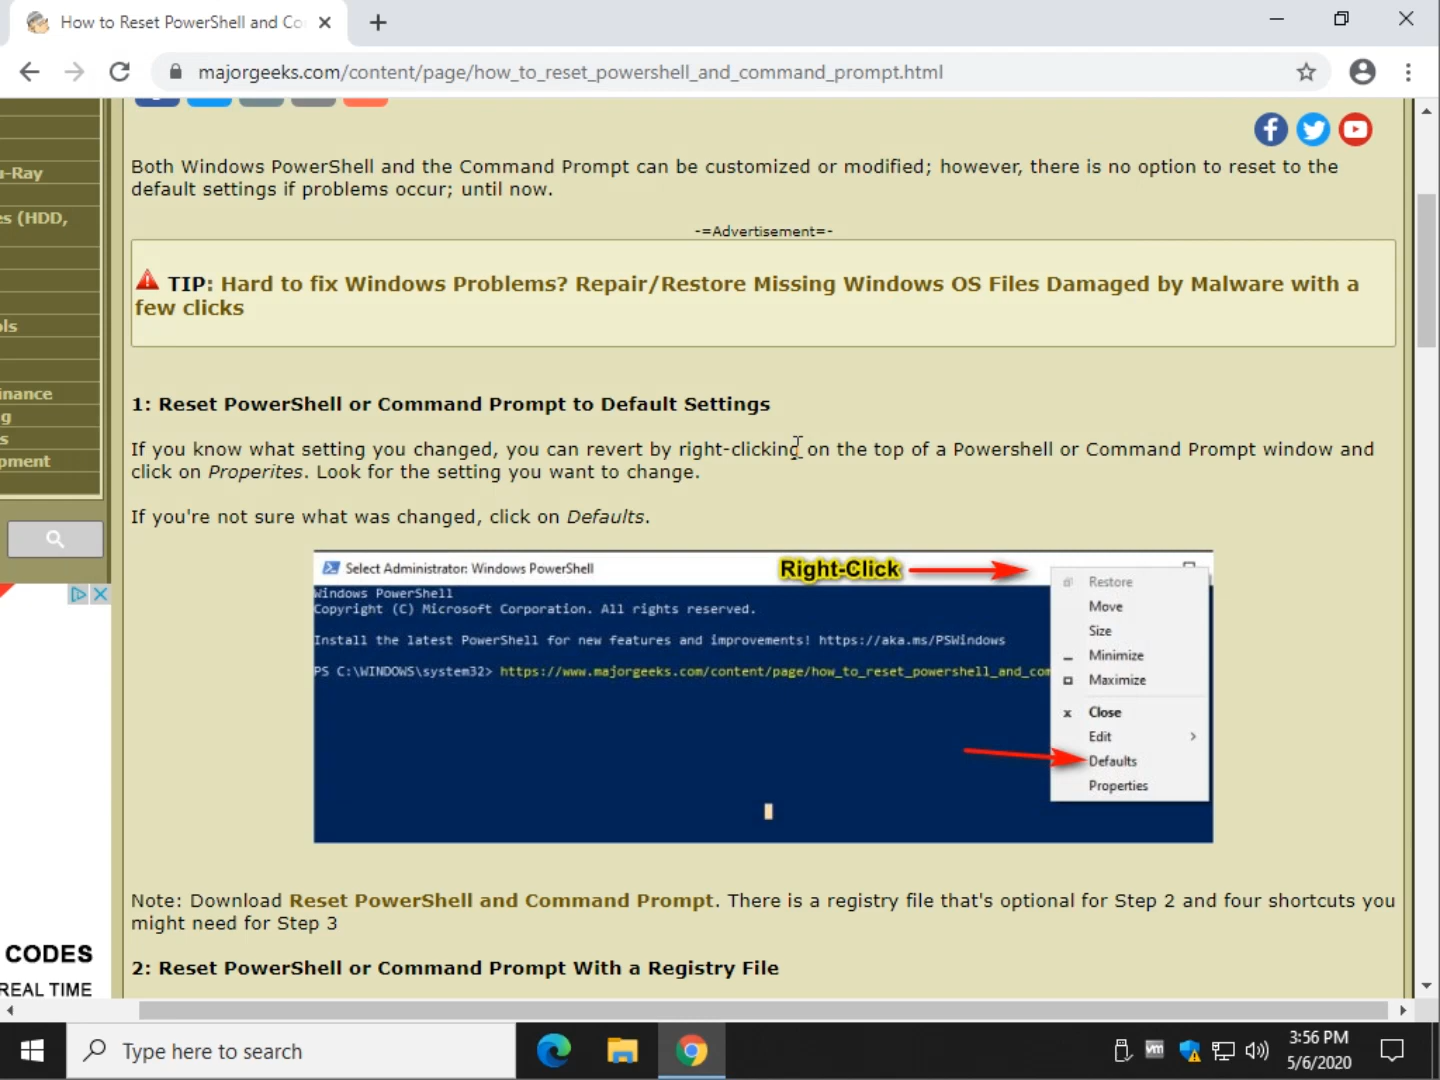 How to Reset PowerShell and Co
majorgeeks.com/content/page/how_to_reset_powershell_and_command_prompt.html
u-Ray
es (HDD,
ols
inance
g
s
pment
CODES
REAL TIME
Both Windows PowerShell and the Command Prompt can be customized or modified; however, there is no option to reset to the
default settings if problems occur; until now.
-=Advertisement=-
TIP: Hard to fix Windows Problems? Repair/Restore Missing Windows OS Files Damaged by Malware with a
few clicks
1: Reset PowerShell or Command Prompt to Default Settings
If you know what setting you changed, you can revert by right-clicking on the top of a Powershell or Command Prompt window and
click on Properites. Look for the setting you want to change.
If you're not sure what was changed, click on Defaults.
Select Administrator: Windows PowerShell
Right-Click
Windows PowerShell
Copyright (C) Microsoft Corporation. All rights reserved.
Install the latest PowerShell for new features and improvements! https://aka.ms/PSWindows
PS C:\WINDOWS\system32> https://www.majorgeeks.com/content/page/how_to_reset_powershell_and_com
Restore
Move
Size
Minimize
Maximize
Close
Edit
Defaults
Properties
Note: Download Reset PowerShell and Command Prompt. There is a registry file that's optional for Step 2 and four shortcuts you
might need for Step 3
2: Reset PowerShell or Command Prompt With a Registry File
Type here to search
vm
3:56 PM
5/6/2020